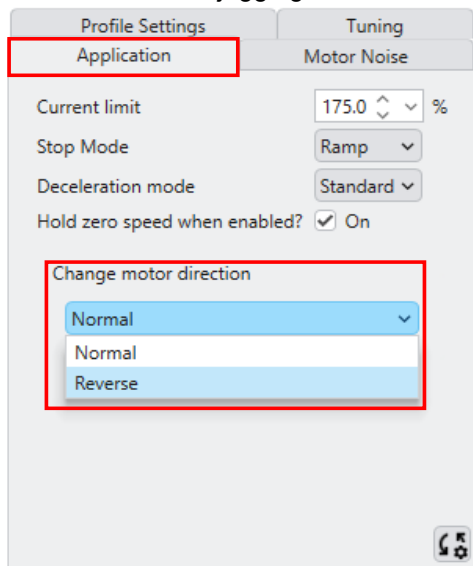 Profile Settings Tuning
Application Motor Noise
Current limit 175.0 %
Stop Mode Ramp
Deceleration mode Standard
Hold zero speed when enabled? On
Change motor direction
Normal
Normal
Reverse